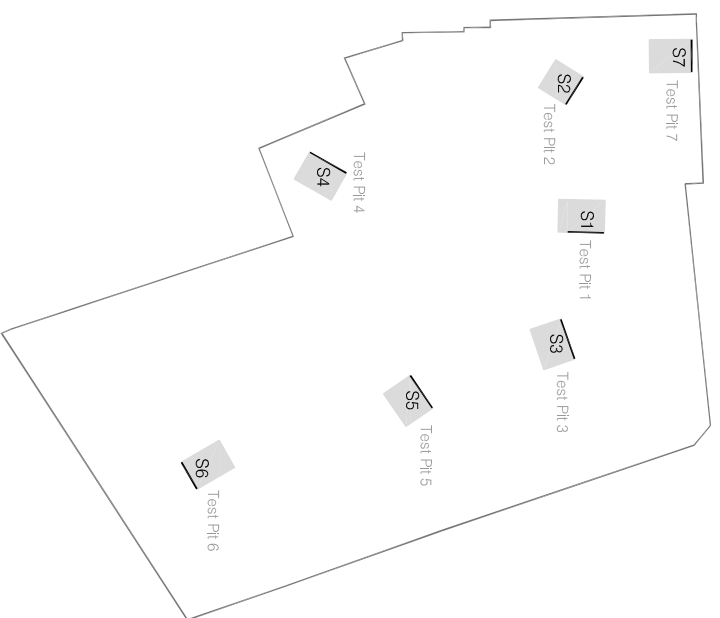 S7
Test Pit 7
S2
Test Pit 2
S4
Test Pit 4
S1
Test Pit 1
S3
Test Pit 3
S5
Test Pit 5
S6
Test Pit 6